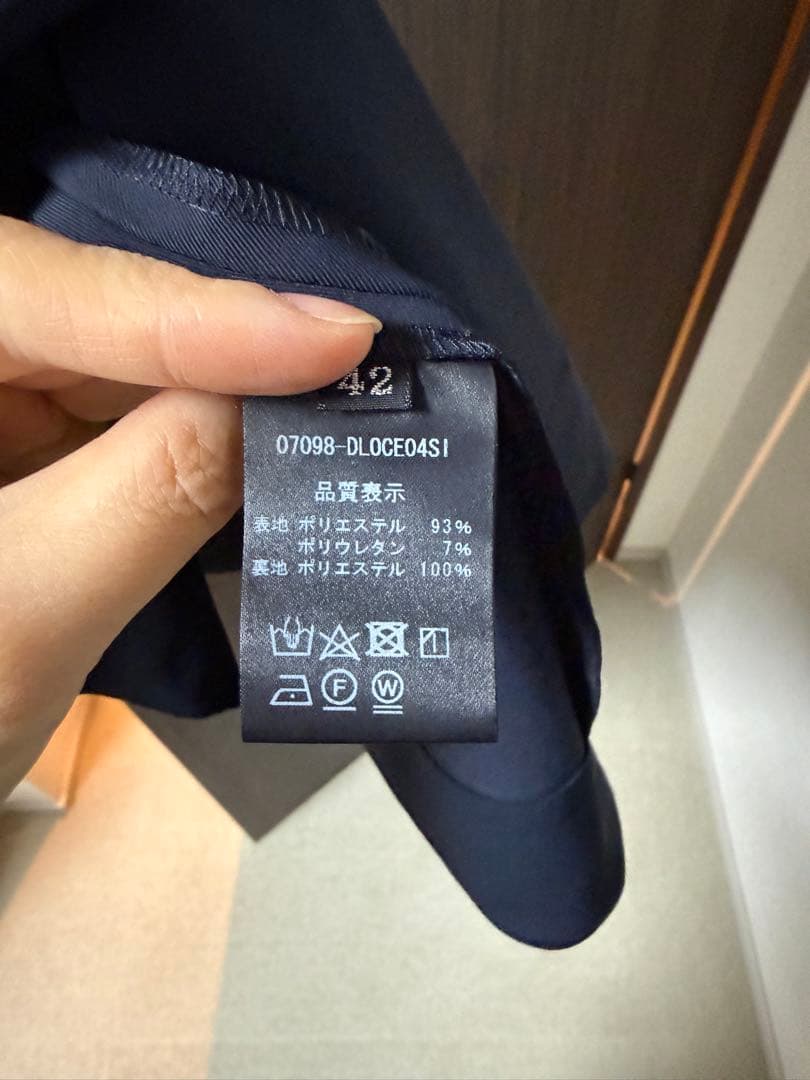 42
07098-DL0CE04SI
品質表示
表地 ポリエステル 93%
ポリウレタン 7%
裏地 ポリエステル 100%
F W